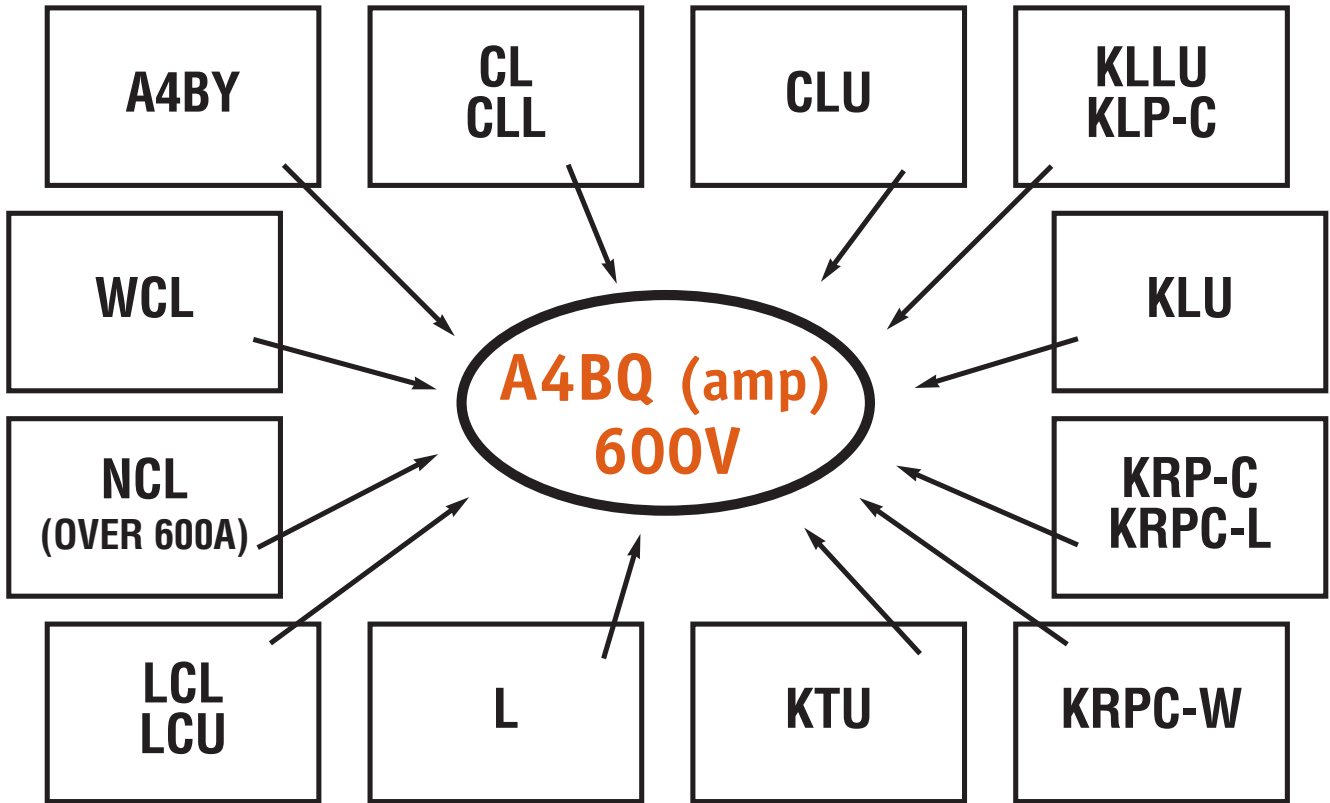 A4BY
CL
CLL
CLU
KLLU
KLP-C
WCL
KLU
A4BQ (amp)
600V
NCL
(OVER 600A)
KRP-C
KRPC-L
LCL
LCU
L
KTU
KRPC-W